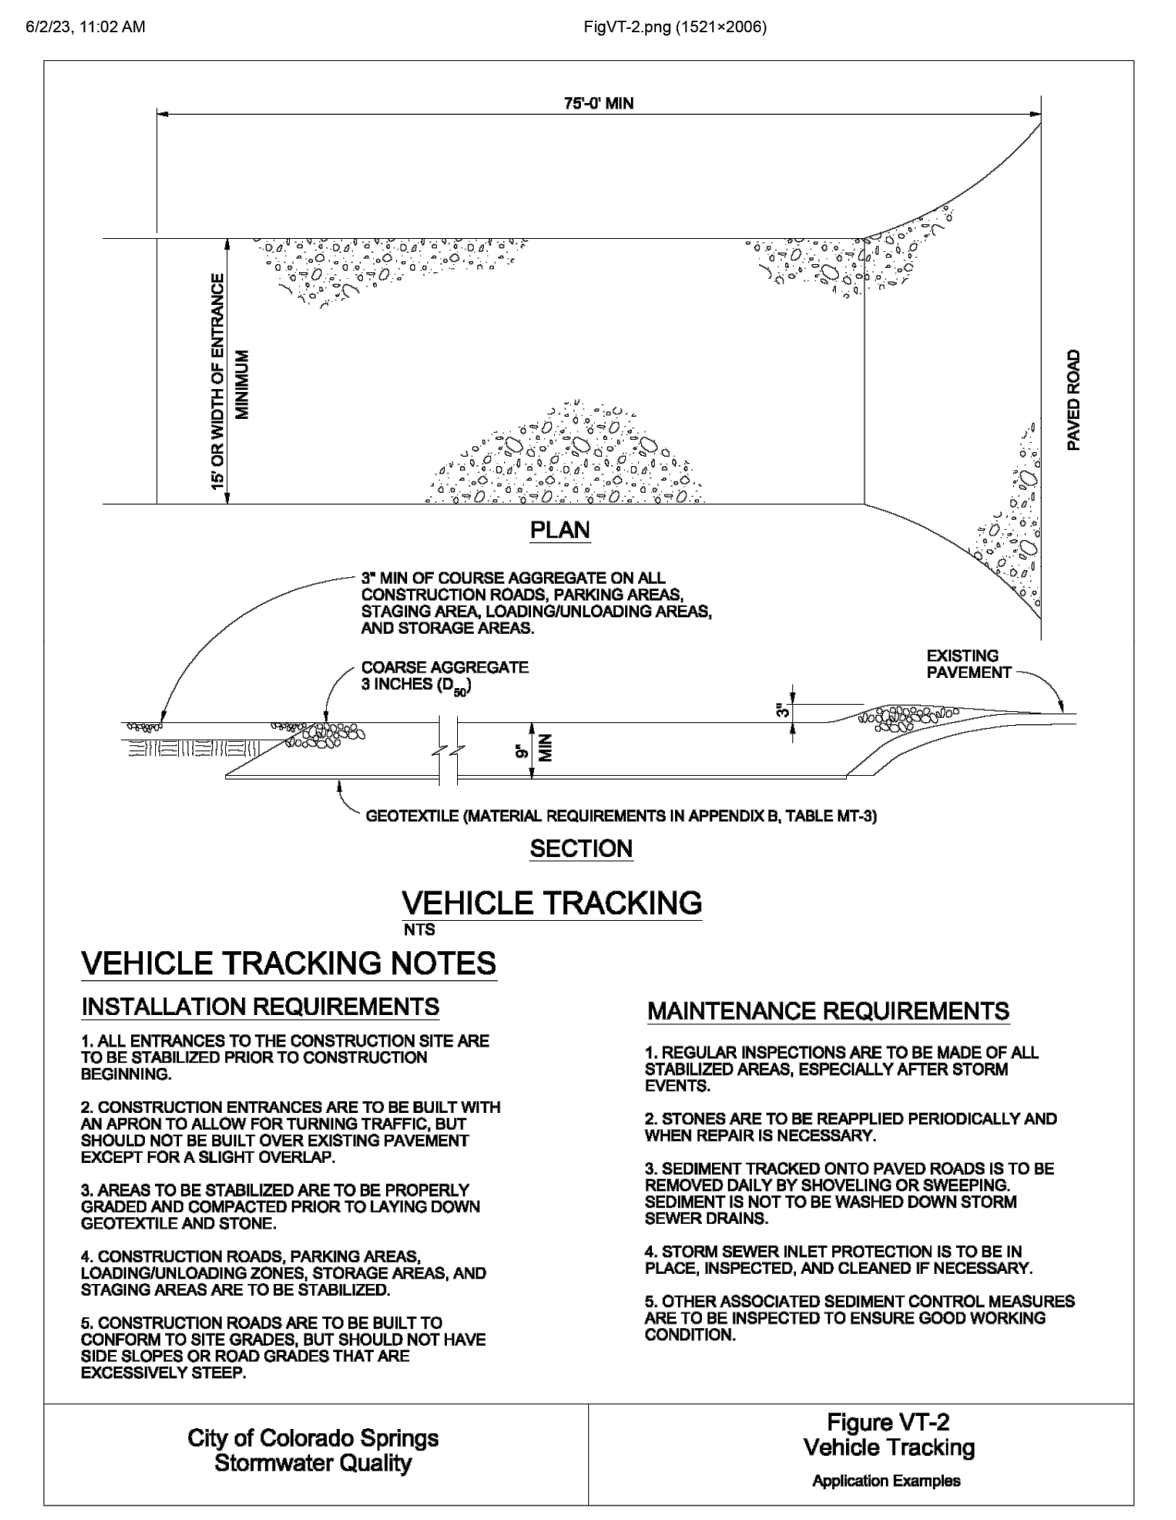 6/2/23, 11:02 AM
FigVT-2.png (1521×2006)
75'-0' MIN
15' OR WIDTH OF ENTRANCE
MINIMUM
PAVED ROAD
PLAN
3" MIN OF COURSE AGGREGATE ON ALL
CONSTRUCTION ROADS, PARKING AREAS,
STAGING AREA, LOADING/UNLOADING AREAS,
AND STORAGE AREAS.
COARSE AGGREGATE
3 INCHES (D50)
EXISTING
PAVEMENT
3"
9"
MIN
GEOTEXTILE (MATERIAL REQUIREMENTS IN APPENDIX B, TABLE MT-3)
SECTION
VEHICLE TRACKING
NTS
VEHICLE TRACKING NOTES
INSTALLATION REQUIREMENTS
1. ALL ENTRANCES TO THE CONSTRUCTION SITE ARE
TO BE STABILIZED PRIOR TO CONSTRUCTION
BEGINNING.
2. CONSTRUCTION ENTRANCES ARE TO BE BUILT WITH
AN APRON TO ALLOW FOR TURNING TRAFFIC, BUT
SHOULD NOT BE BUILT OVER EXISTING PAVEMENT
EXCEPT FOR A SLIGHT OVERLAP.
3. AREAS TO BE STABILIZED ARE TO BE PROPERLY
GRADED AND COMPACTED PRIOR TO LAYING DOWN
GEOTEXTILE AND STONE.
4. CONSTRUCTION ROADS, PARKING AREAS,
LOADING/UNLOADING ZONES, STORAGE AREAS, AND
STAGING AREAS ARE TO BE STABILIZED.
5. CONSTRUCTION ROADS ARE TO BE BUILT TO
CONFORM TO SITE GRADES, BUT SHOULD NOT HAVE
SIDE SLOPES OR ROAD GRADES THAT ARE
EXCESSIVELY STEEP.
MAINTENANCE REQUIREMENTS
1. REGULAR INSPECTIONS ARE TO BE MADE OF ALL
STABILIZED AREAS, ESPECIALLY AFTER STORM
EVENTS.
2. STONES ARE TO BE REAPPLIED PERIODICALLY AND
WHEN REPAIR IS NECESSARY.
3. SEDIMENT TRACKED ONTO PAVED ROADS IS TO BE
REMOVED DAILY BY SHOVELING OR SWEEPING.
SEDIMENT IS NOT TO BE WASHED DOWN STORM
SEWER DRAINS.
4. STORM SEWER INLET PROTECTION IS TO BE IN
PLACE, INSPECTED, AND CLEANED IF NECESSARY.
5. OTHER ASSOCIATED SEDIMENT CONTROL MEASURES
ARE TO BE INSPECTED TO ENSURE GOOD WORKING
CONDITION.
City of Colorado Springs
Stormwater Quality
Figure VT-2
Vehicle Tracking
Application Examples